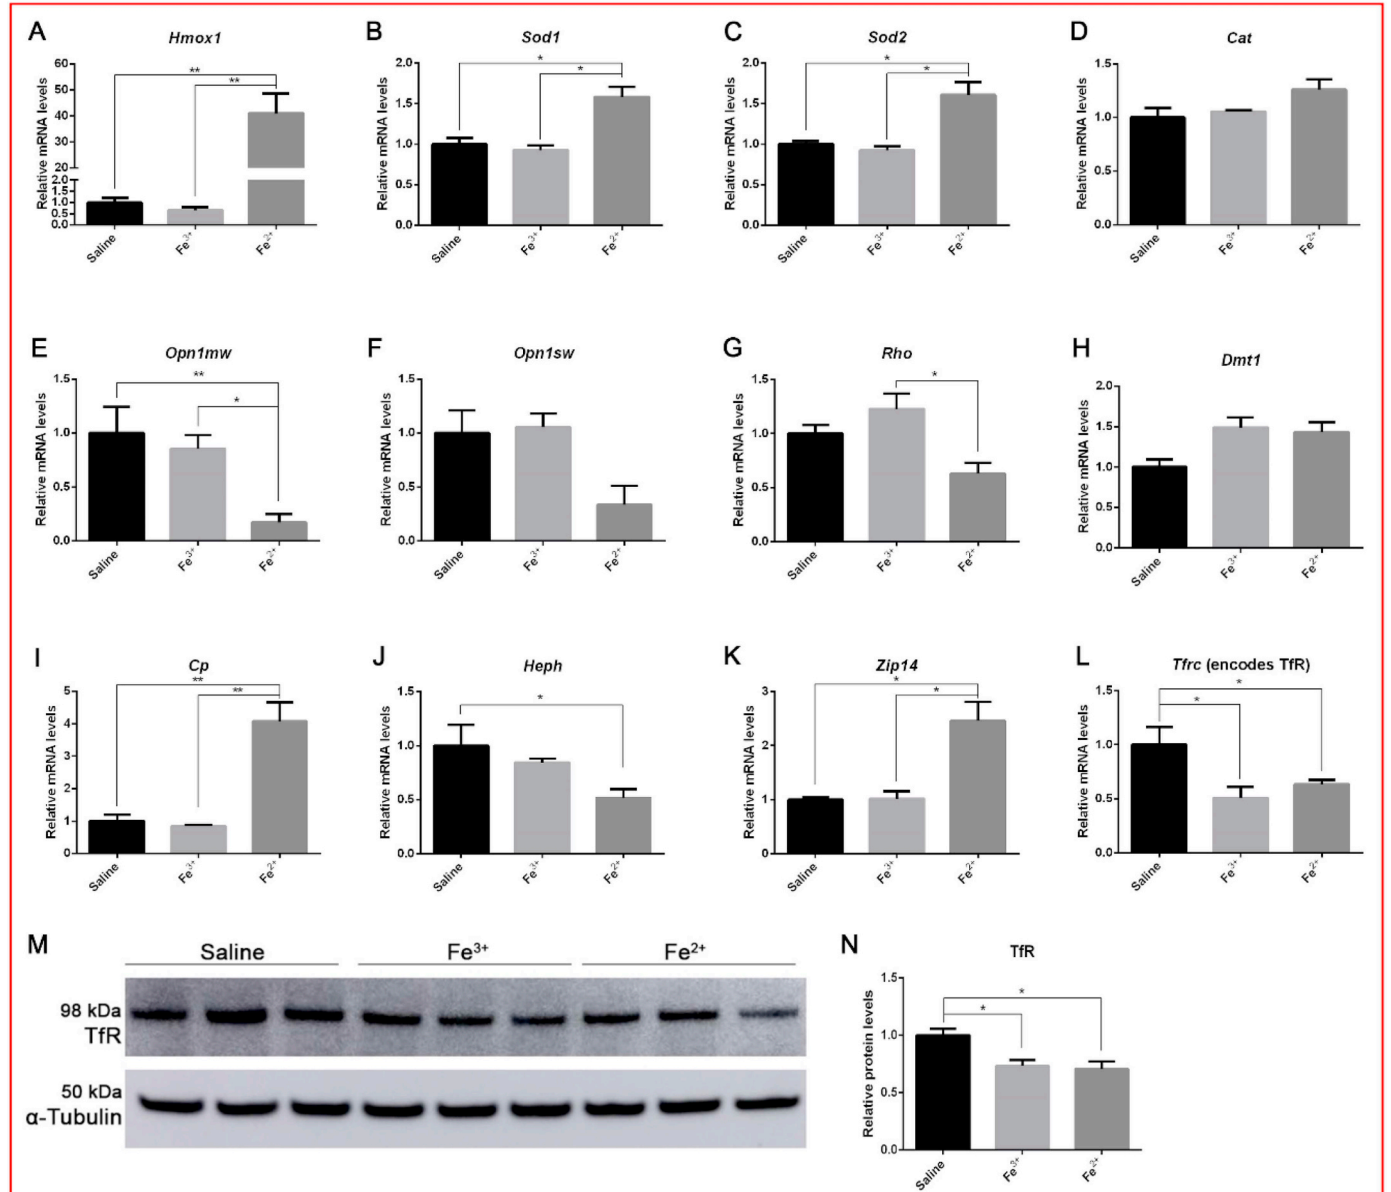 A
Hmox1
Relative mRNA levels
60
50
40
30
20
2.0
1.5
1.0
0.5
0.0
**
**
Saline
Fe3+
Fe2+
B
Sod1
Relative mRNA levels
2.0
1.5
1.0
0.5
0.0
*
*
Saline
Fe3+
Fe2+
C
Sod2
Relative mRNA levels
2.0
1.5
1.0
0.5
0.0
*
*
Saline
Fe3+
Fe2+
D
Cat
Relative mRNA levels
1.5
1.0
0.5
0.0
Saline
Fe3+
Fe2+
E
Opn1mw
Relative mRNA levels
1.5
1.0
0.5
0.0
**
*
Saline
Fe3+
Fe2+
F
Opn1sw
Relative mRNA levels
1.5
1.0
0.5
0.0
Saline
Fe3+
Fe2+
G
Rho
Relative mRNA levels
1.5
1.0
0.5
0.0
*
Saline
Fe3+
Fe2+
H
Dmt1
Relative mRNA levels
2.0
1.5
1.0
0.5
0.0
Saline
Fe3+
Fe2+
I
Cp
Relative mRNA levels
5
4
3
2
1
0
**
**
Saline
Fe3+
Fe2+
J
Heph
Relative mRNA levels
1.5
1.0
0.5
0.0
*
Saline
Fe3+
Fe2+
K
Zip14
Relative mRNA levels
3
2
1
0
*
*
Saline
Fe3+
Fe2+
L
Tfrc (encodes TfR)
Relative mRNA levels
1.5
1.0
0.5
0.0
*
*
Saline
Fe3+
Fe2+
M
Saline
Fe3+
Fe2+
98 kDa
TfR
50 kDa
α-Tubulin
N
TfR
Relative protein levels
1.5
1.0
0.5
0.0
*
*
Saline
Fe3+
Fe2+